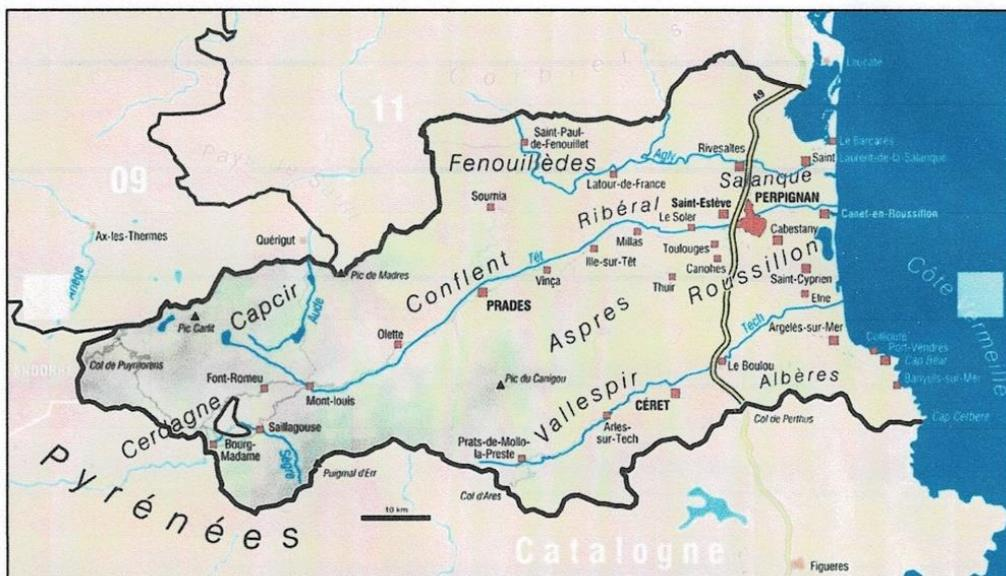 Leucate
Corbières
A9
11
Saint-Paul-
de-Fenouillet
Le Barcarès
Fenouillèdes
Agly
Rivesaltes
Saint
Laurent-de-la-Salanque
09
Latour-de-France
Salanque
Sournia
Saint-Estève
PERPIGNAN
Ribéral
Le Soler
Canet-en-Roussillon
Ax-les-Thermes
Quérigut
Millas
Toulouges
Cabestany
Ille-sur-Têt
Têt
Pic de Madres
Conflent
Vinça
Canohes
Thuir
Roussillon
Saint-Cyprien
Côte
Vermeille
Ariège
Capcir
Aude
PRADES
Elne
Pic Carlit
Aspres
Tech
Argelès-sur-Mer
Olette
Collioure
Port-Vendres
Cap Béar
Col de Puymorens
ANDORRE
Le Boulou
Banyuls-sur-Mer
Font-Romeu
Mont-louis
Pic du Canigou
Albères
Cerdagne
Vallespir
CÉRET
Saillagouse
Arles-
sur-Tech
Col de Perthus
Cap Cerbère
Bourg-
Madame
Prats-de-Mollo-
la-Preste
Sègre
Puigmal d'Err
Col d'Ares
Pyrénées
10 km
Catalogne
Figueres